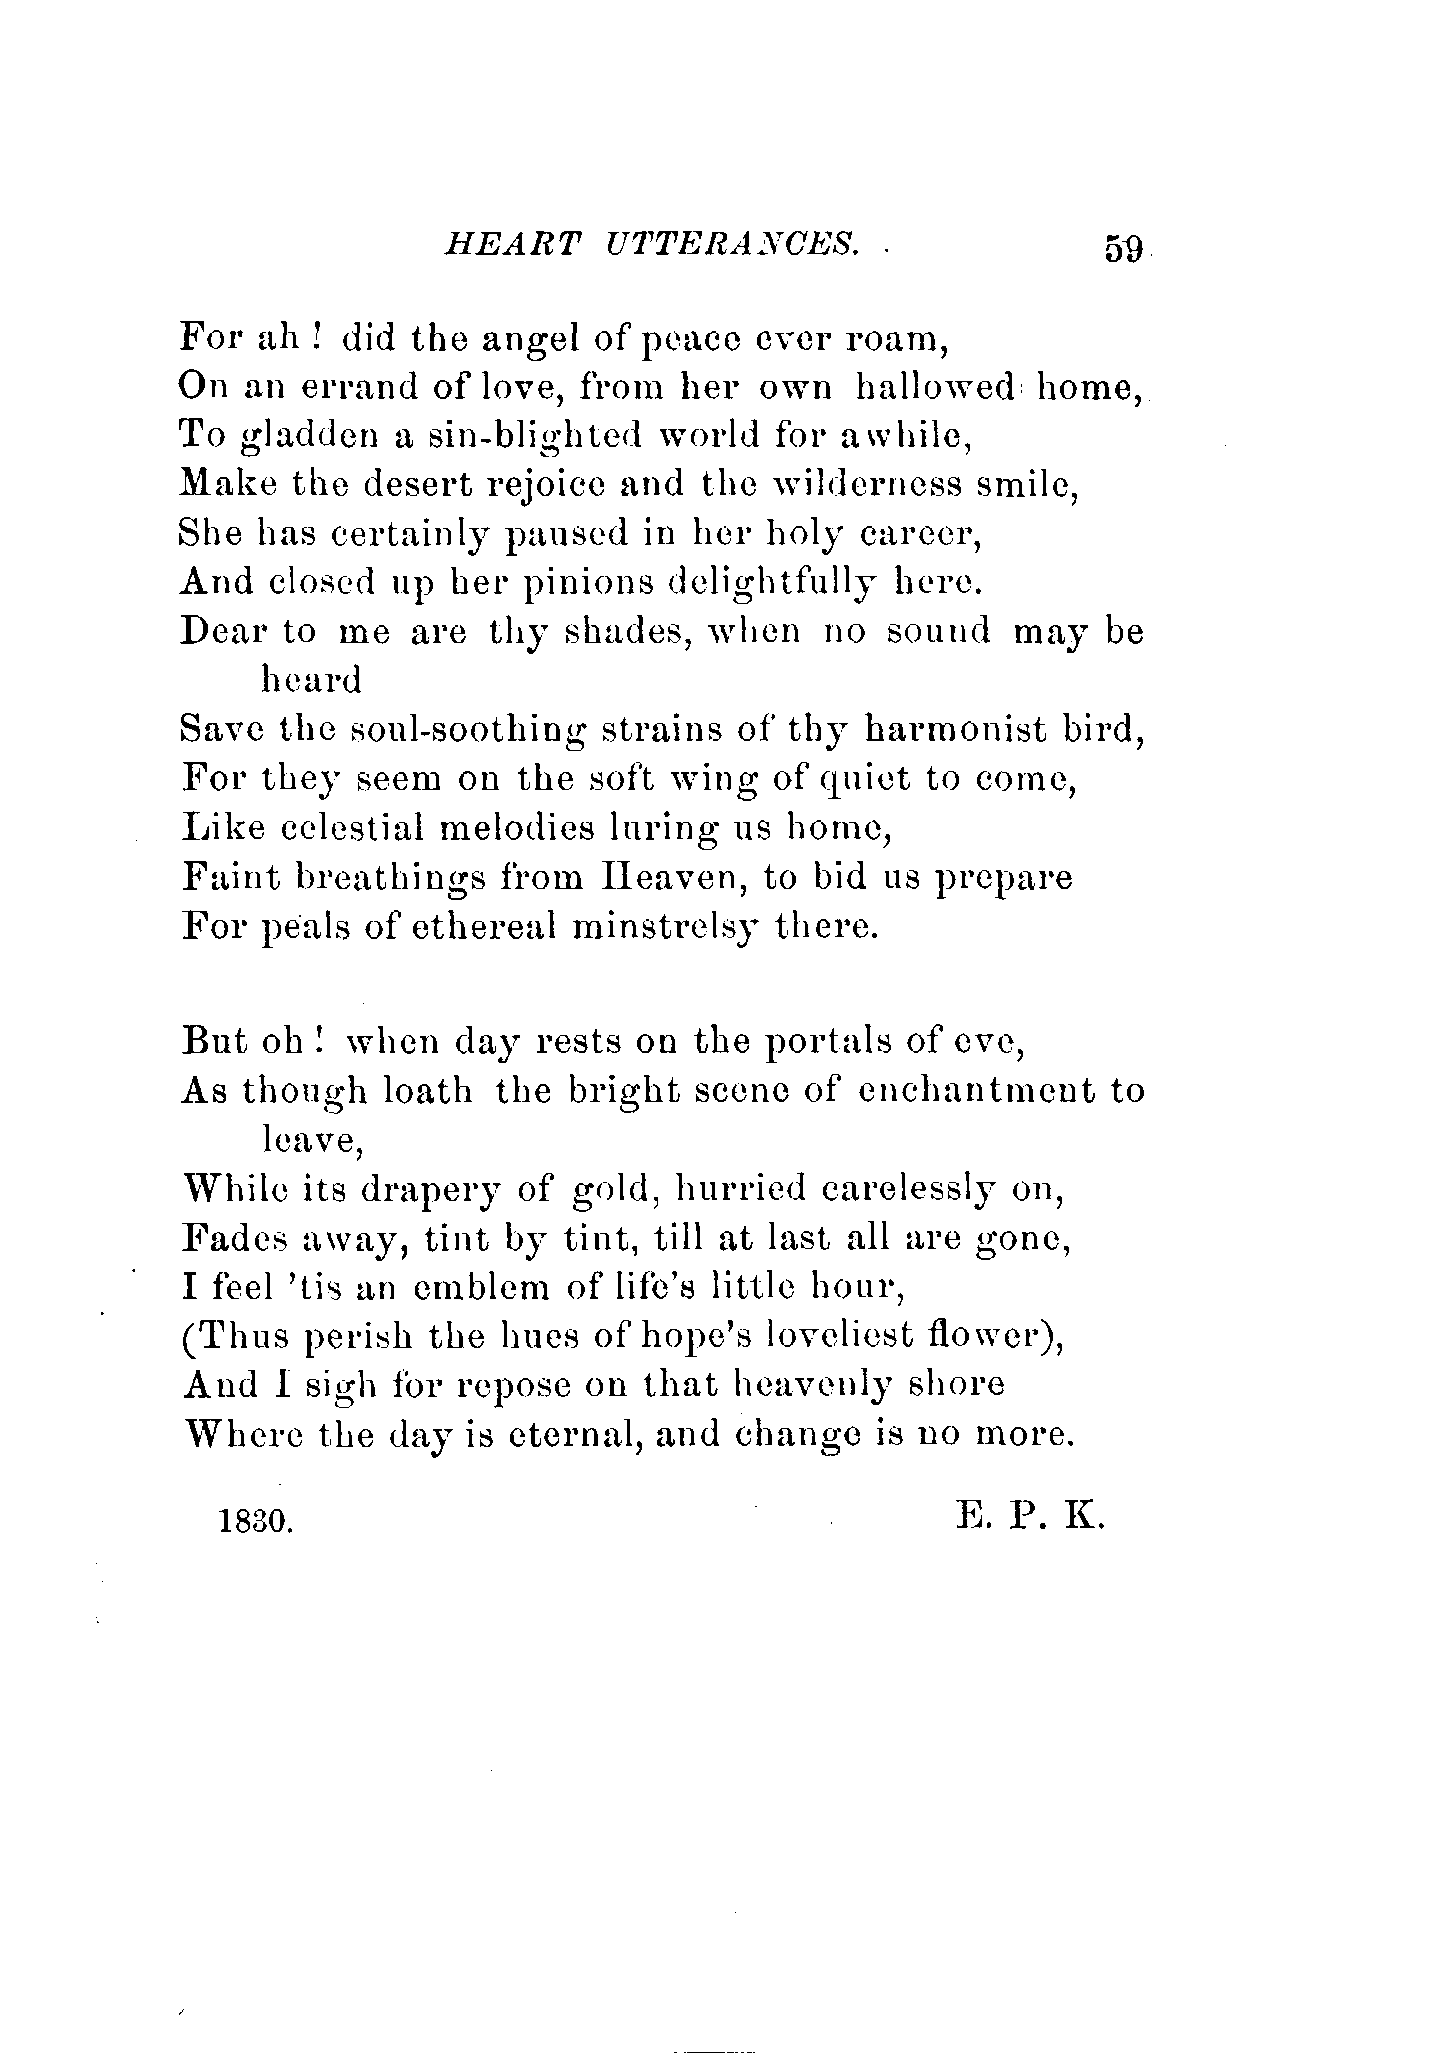 HEART UTTERANCES. 59
For ah! did the angel of peace ever roam,
On an errand of love, from her own hallowed home,
To gladden a sin-blighted world for awhile,
Make the desert rejoice and the wilderness smile,
She has certainly paused in her holy career,
And closed up her pinions delightfully here.
Dear to me are thy shades, when no sound may be
heard
Save the soul-soothing strains of thy harmonist bird,
For they seem on the soft wing of quiet to come,
Like celestial melodies luring us home,
Faint breathings from Heaven, to bid us prepare
For peals of ethereal minstrelsy there.
But oh! when day rests on the portals of eve,
As though loath the bright scene of enchantment to
leave,
While its drapery of gold, hurried carelessly on,
Fades away, tint by tint, till at last all are gone,
I feel 'tis an emblem of life's little hour,
(Thus perish the hues of hope's loveliest flower),
And I sigh for repose on that heavenly shore
Where the day is eternal, and change is no more.
1830. E. P. K.